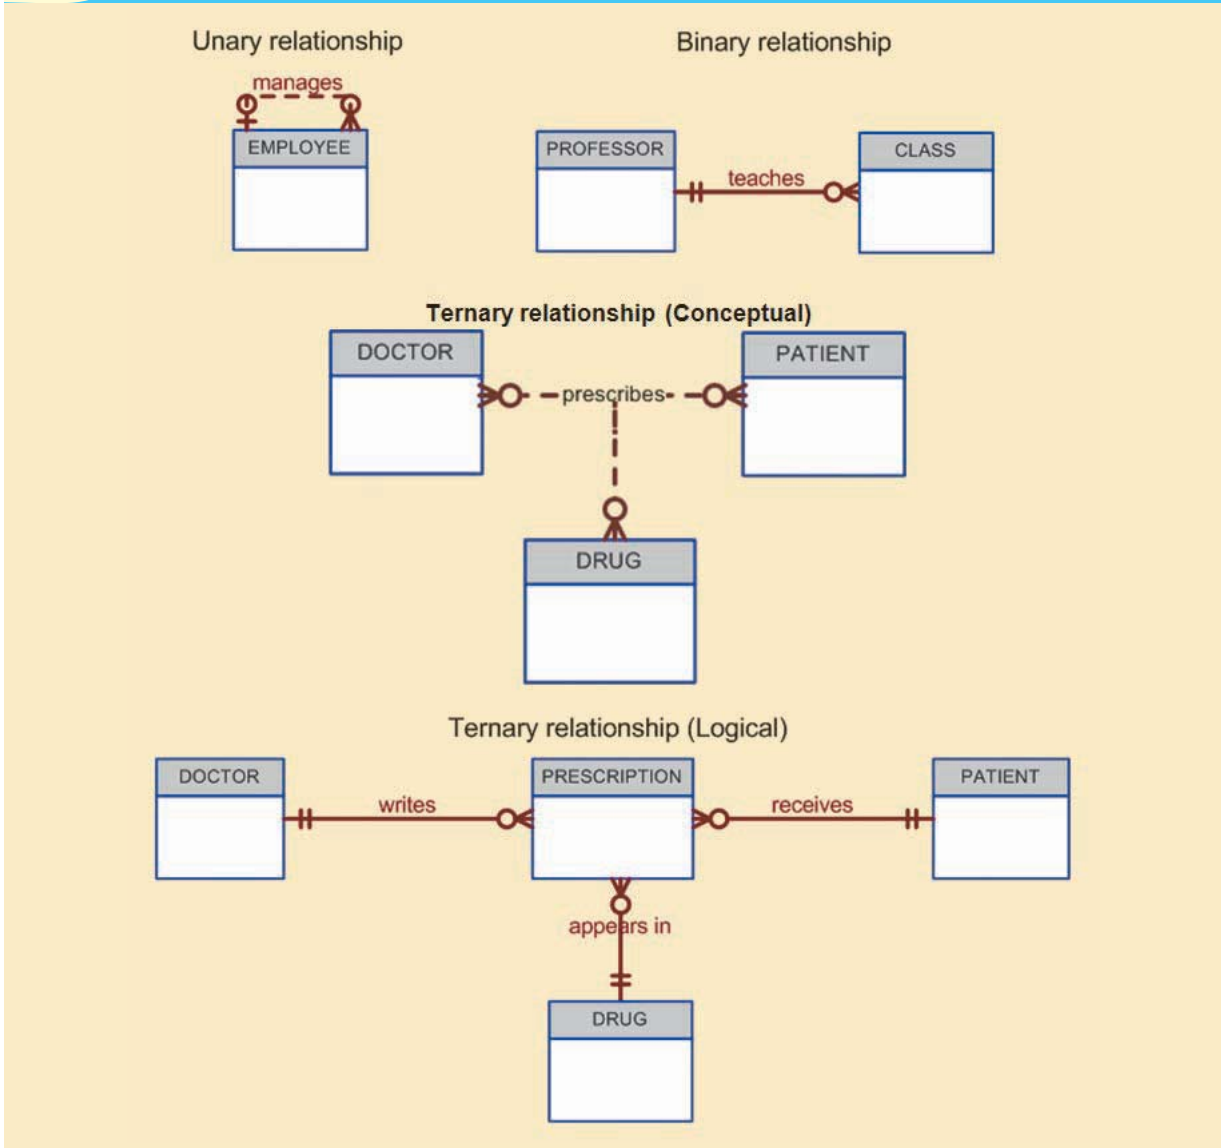 Unary relationship
Binary relationship
manages
EMPLOYEE
PROFESSOR
teaches
CLASS
Ternary relationship (Conceptual)
DOCTOR
prescribes
PATIENT
DRUG
Ternary relationship (Logical)
DOCTOR
writes
PRESCRIPTION
receives
PATIENT
appears in
DRUG